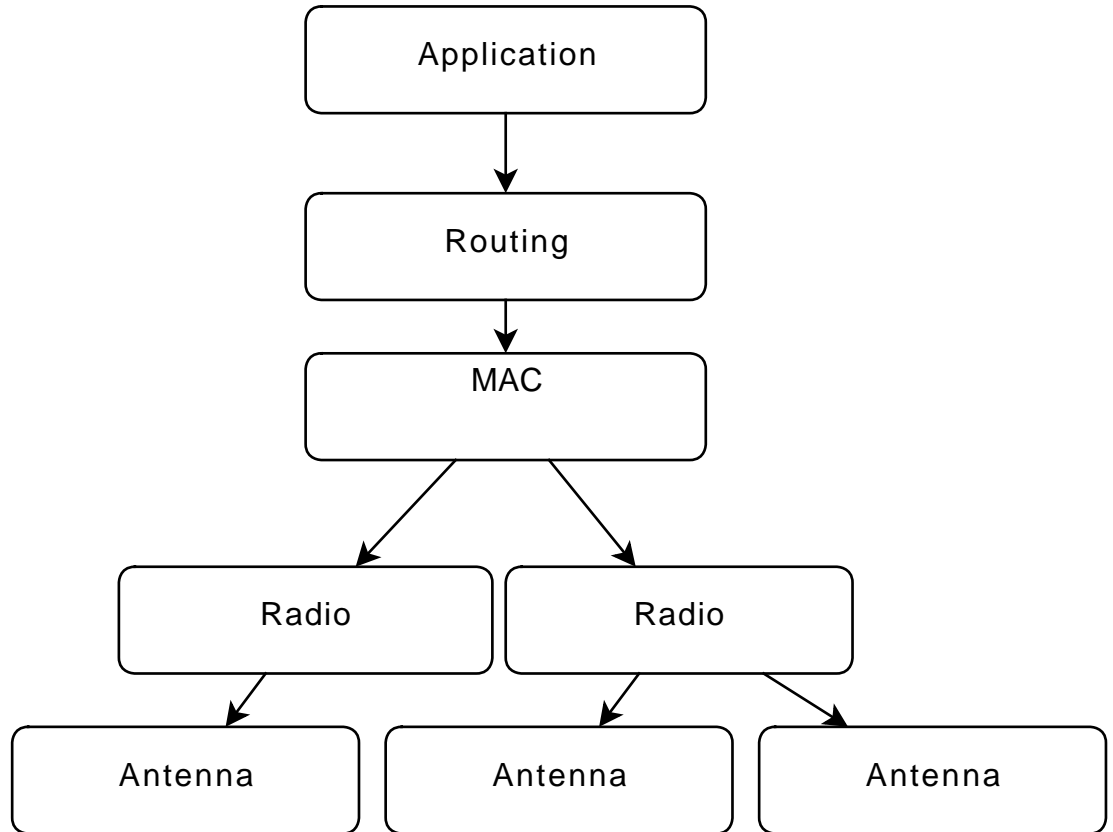 Application
Routing
MAC
Radio
Radio
Antenna
Antenna
Antenna